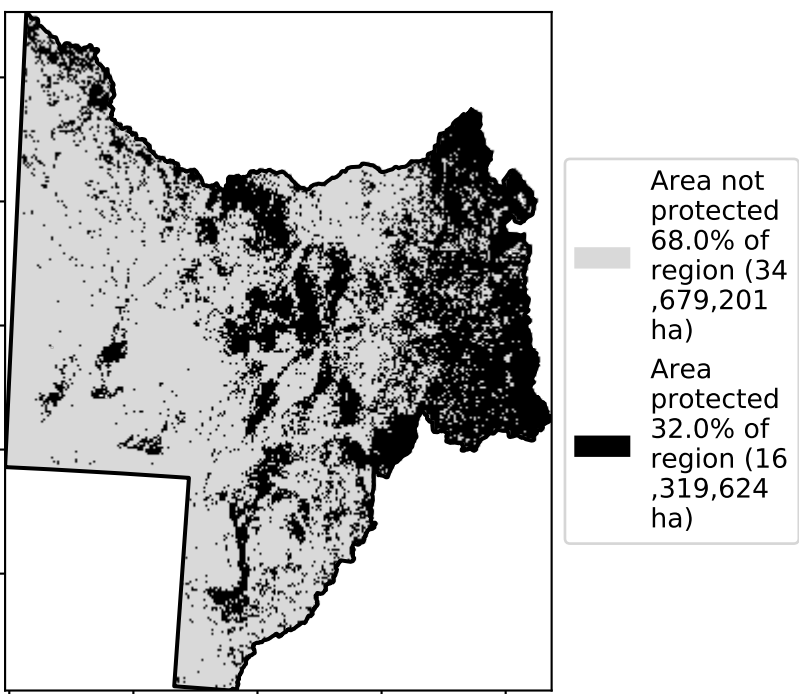 Area not
protected
68.0% of
region (34
,679,201
ha)
Area
protected
32.0% of
region (16
,319,624
ha)